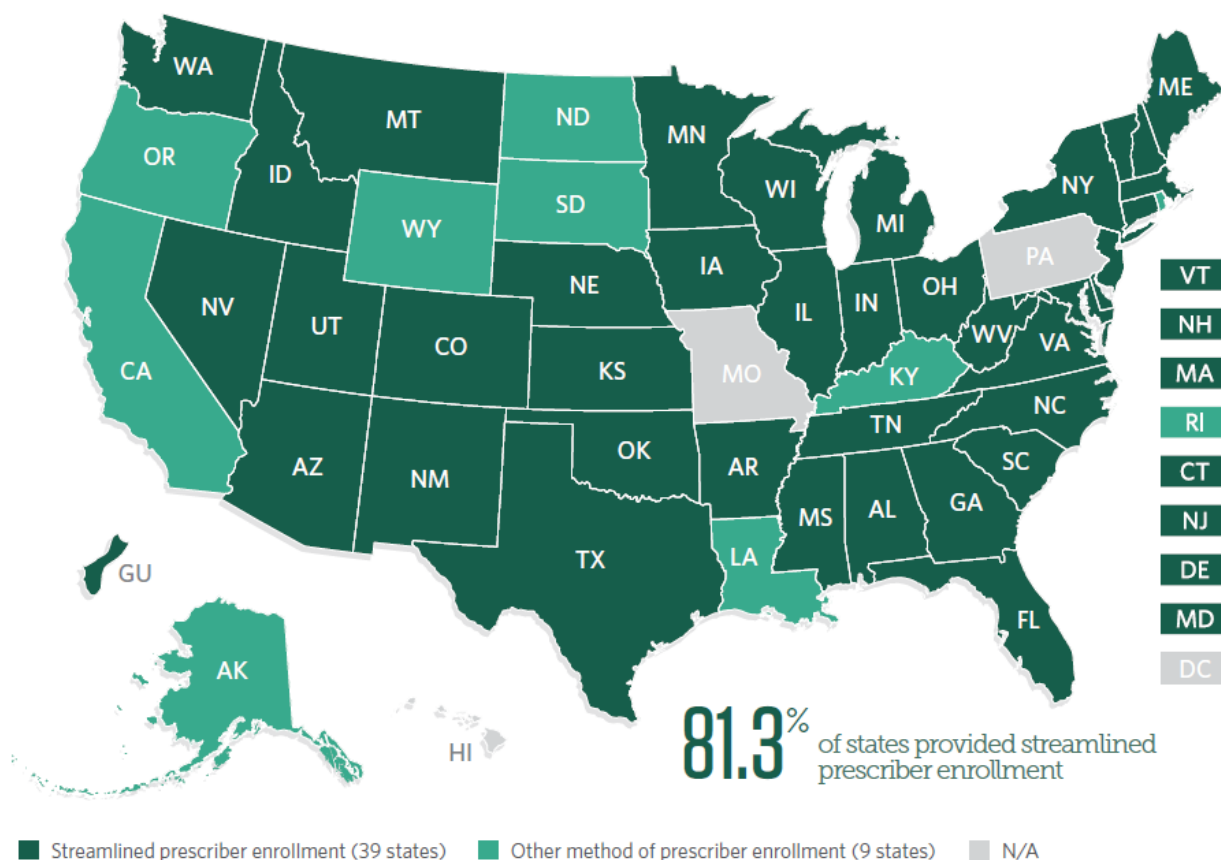 WA
MT
ND
MN
ME
OR
ID
SD
WI
NY
WY
MI
IA
PA
NE
OH
VT
NV
IL
IN
UT
NH
CO
WV
VA
CA
KS
MO
KY
MA
NC
RI
TN
AZ
OK
NM
AR
SC
CT
MS
AL
GA
NJ
TX
LA
GU
DE
FL
MD
AK
DC
HI
81.3%
of states provided streamlined
prescriber enrollment
Streamlined prescriber enrollment (39 states) Other method of prescriber enrollment (9 states) N/A